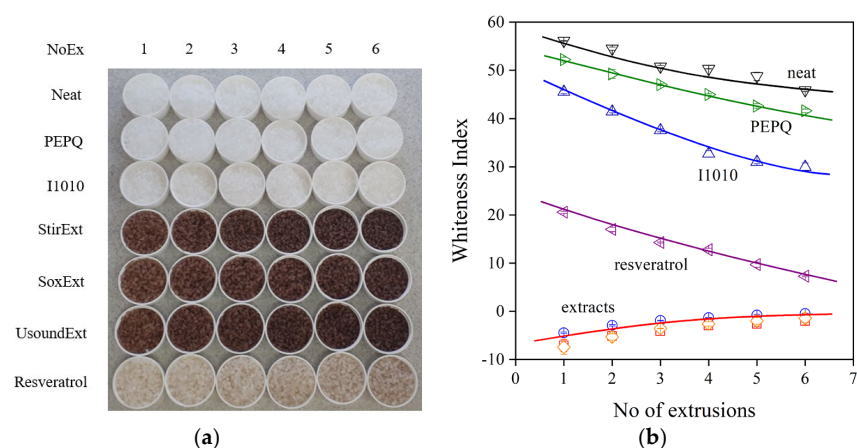 NoEx 1 2 3 4 5 6
Neat
PEPQ
I1010
StirExt
SoxExt
UsoundExt
Resveratrol
(a)
60
50
40
30
20
10
0
-10
Whiteness Index
neat
PEPQ
I1010
resveratrol
extracts
0 1 2 3 4 5 6 7
No of extrusions
(b)